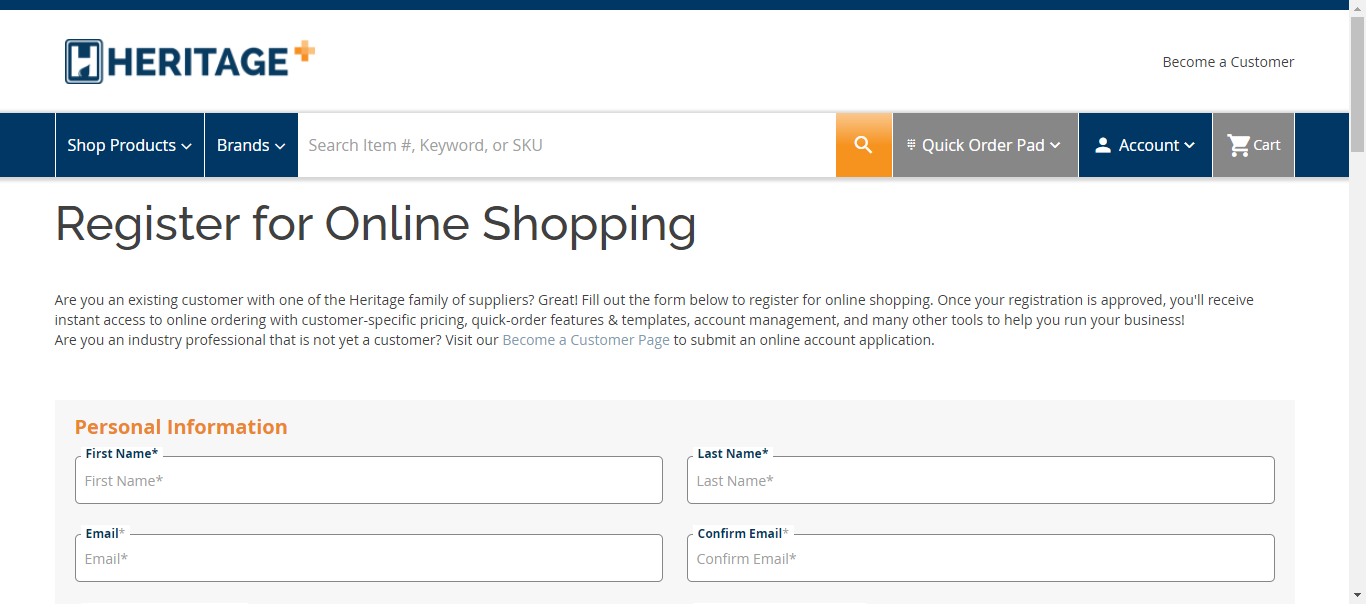 HERITAGE+
Become a Customer
Shop Products
Brands
Search Item #, Keyword, or SKU
Quick Order Pad
Account
Cart
Register for Online Shopping
Are you an existing customer with one of the Heritage family of suppliers? Great! Fill out the form below to register for online shopping. Once your registration is approved, you'll receive
instant access to online ordering with customer-specific pricing, quick-order features & templates, account management, and many other tools to help you run your business!
Are you an industry professional that is not yet a customer? Visit our Become a Customer Page to submit an online account application.
Personal Information
First Name*
First Name*
Last Name*
Last Name*
Email*
Email*
Confirm Email*
Confirm Email*